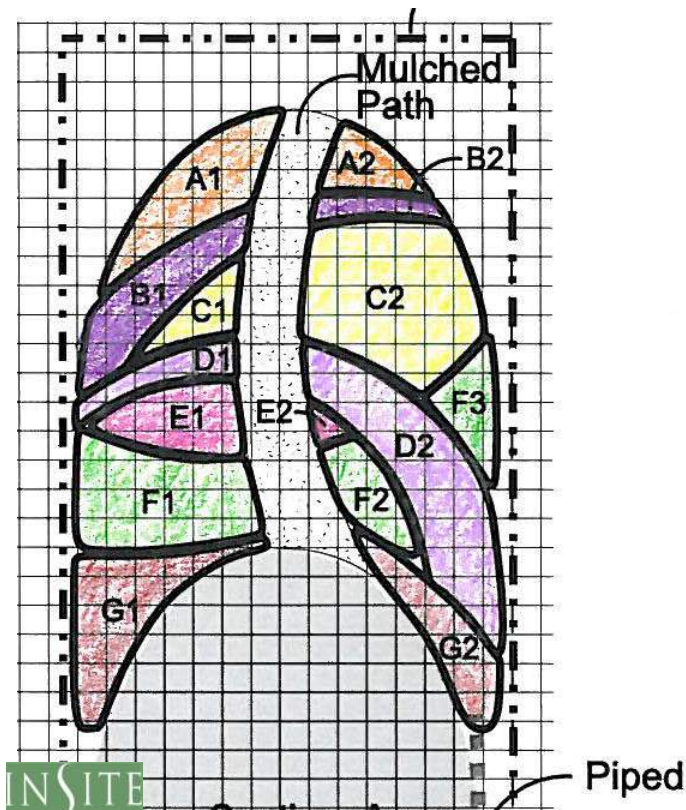 Mulched
Path
A1
A2
B2
B1
C1
C2
D1
E1
E2
F3
D2
F1
F2
G1
G2
INSITE
Piped